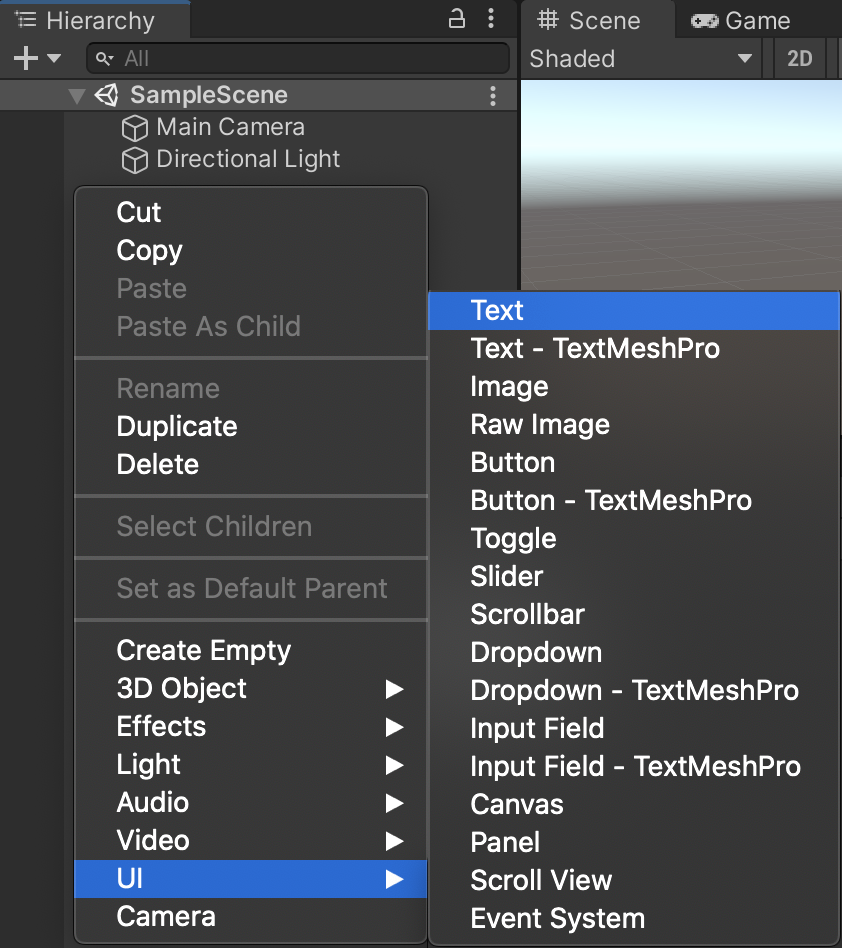 Hierarchy
All
SampleScene
Main Camera
Directional Light
Scene
Game
Shaded
2D
Cut
Copy
Paste
Paste As Child
Rename
Duplicate
Delete
Select Children
Set as Default Parent
Create Empty
3D Object
Effects
Light
Audio
Video
UI
Camera
Text
Text - TextMeshPro
Image
Raw Image
Button
Button - TextMeshPro
Toggle
Slider
Scrollbar
Dropdown
Dropdown - TextMeshPro
Input Field
Input Field - TextMeshPro
Canvas
Panel
Scroll View
Event System